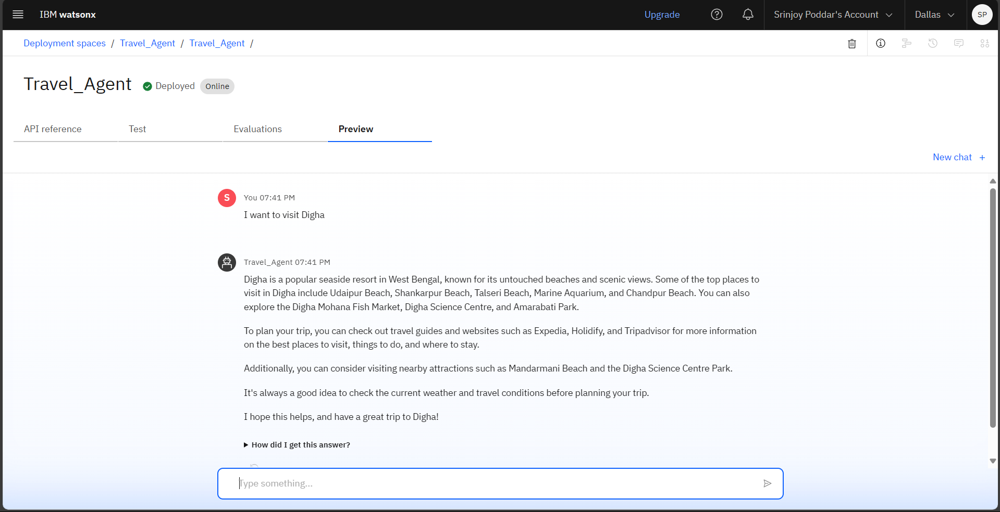 IBM watsonx
Upgrade
Srinjoy Poddar's Account
Dallas
SP
Deployment spaces / Travel_Agent / Travel_Agent /
Travel_Agent
Deployed
Online
API reference
Test
Evaluations
Preview
New chat +
S
You 07:41 PM
I want to visit Digha
Travel_Agent 07:41 PM
Digha is a popular seaside resort in West Bengal, known for its untouched beaches and scenic views. Some of the top places to
visit in Digha include Udaipur Beach, Shankarpur Beach, Talseri Beach, Marine Aquarium, and Chandpur Beach. You can also
explore the Digha Mohana Fish Market, Digha Science Centre, and Amarabati Park.
To plan your trip, you can check out travel guides and websites such as Expedia, Holidify, and Tripadvisor for more information
on the best places to visit, things to do, and where to stay.
Additionally, you can consider visiting nearby attractions such as Mandarmani Beach and the Digha Science Centre Park.
It's always a good idea to check the current weather and travel conditions before planning your trip.
I hope this helps, and have a great trip to Digha!
How did I get this answer?
Type something...